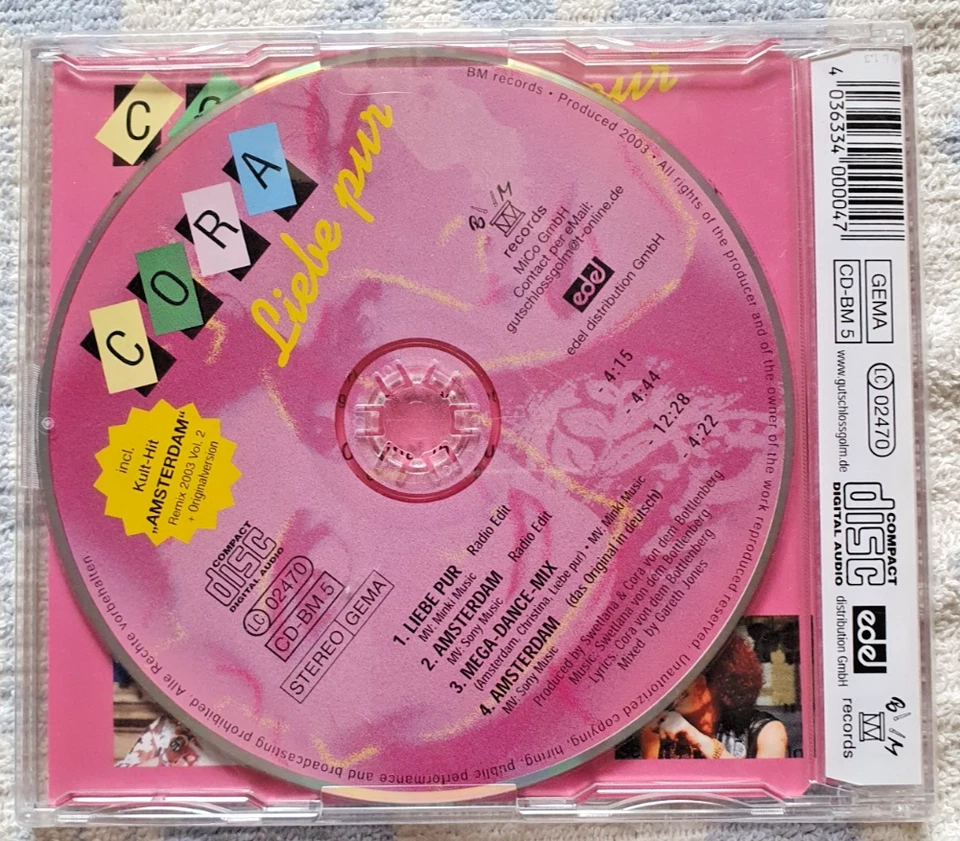 C
CORA
Liebe pur
pur
BM records • Produced 2003 • All rights of the producer and of the owner of the work reproduced reserved. Unauthorized copying, hiring, public performance and broadcasting prohibited Alle Rechte vorbehalten
B M
records
MiCo GmbH
Contact per eMail:
gutschlossgolm@t-online.de
edel
edel distribution GmbH
incl.
Kult-Hit
„AMSTERDAM“
Remix 2003 Vol. 2
+ Originalversion
COMPACT
disc
DIGITAL AUDIO
LC 02470
CD-BM 5
STEREO GEMA
1. LIEBE PUR Radio Edit - 4:15
MV: Minki Music
2. AMSTERDAM Radio Edit - 4:44
MV: Sony Music
3. MEGA-DANCE-MIX - 12:28
(Amsterdam, Christina, Liebe pur) - MV: Minki Music
4. AMSTERDAM (das Original in deutsch) - 4:22
MV: Sony Music
Produced by Swetlana & Cora von den Bottlenberg
Music: Swetlana von dem Bottlenberg
Lyrics: Cora von dem Bottlenberg
Mixed by Gareth Jones
4 036334 000047
GEMA
CD-BM 5
LC 02470
www.gutschlossgolm.de
COMPACT
disc
DIGITAL AUDIO
edel
distribution GmbH
B M
records